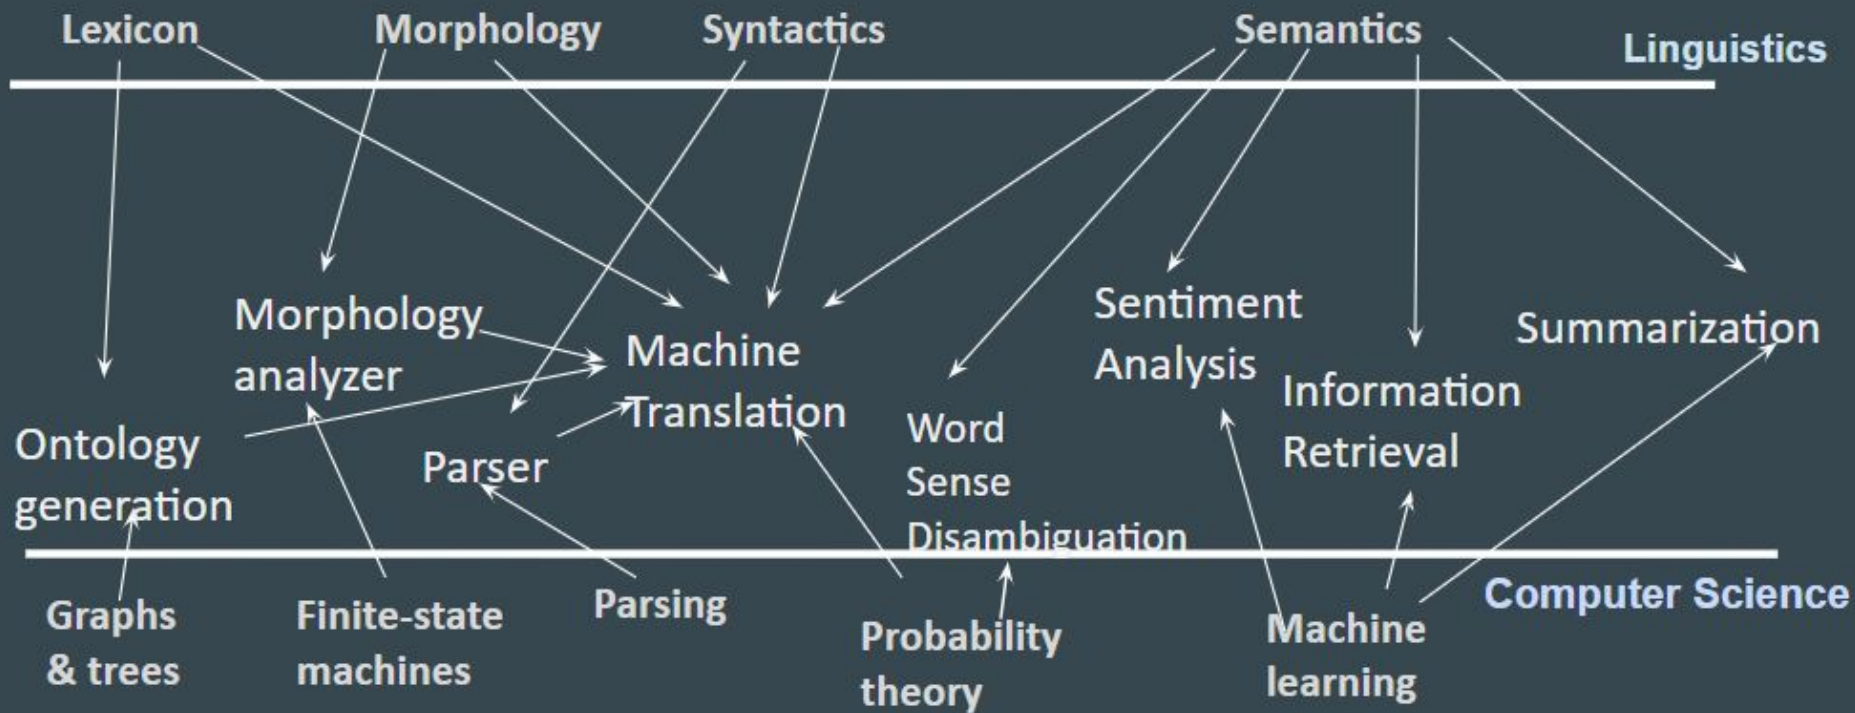 Lexicon
Morphology
Syntactics
Semantics
Linguistics
Morphology
analyzer
Machine
Translation
Sentiment
Analysis
Summarization
Information
Retrieval
Ontology
generation
Parser
Word
Sense
Disambiguation
Graphs
& trees
Finite-state
machines
Parsing
Probability
theory
Machine
learning
Computer Science